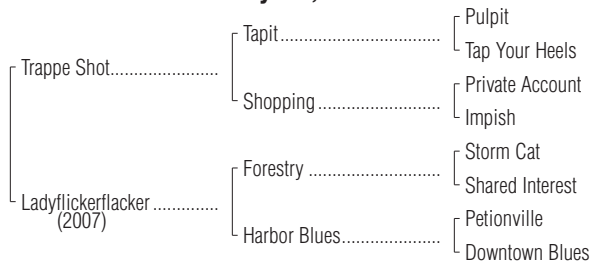 Pulpit
Tapit
Tap Your Heels
Trappe Shot
Private Account
Shopping
Impish
Storm Cat
Forestry
Shared Interest
Ladyflickerflacker
(2007)
Petionville
Harbor Blues
Downtown Blues